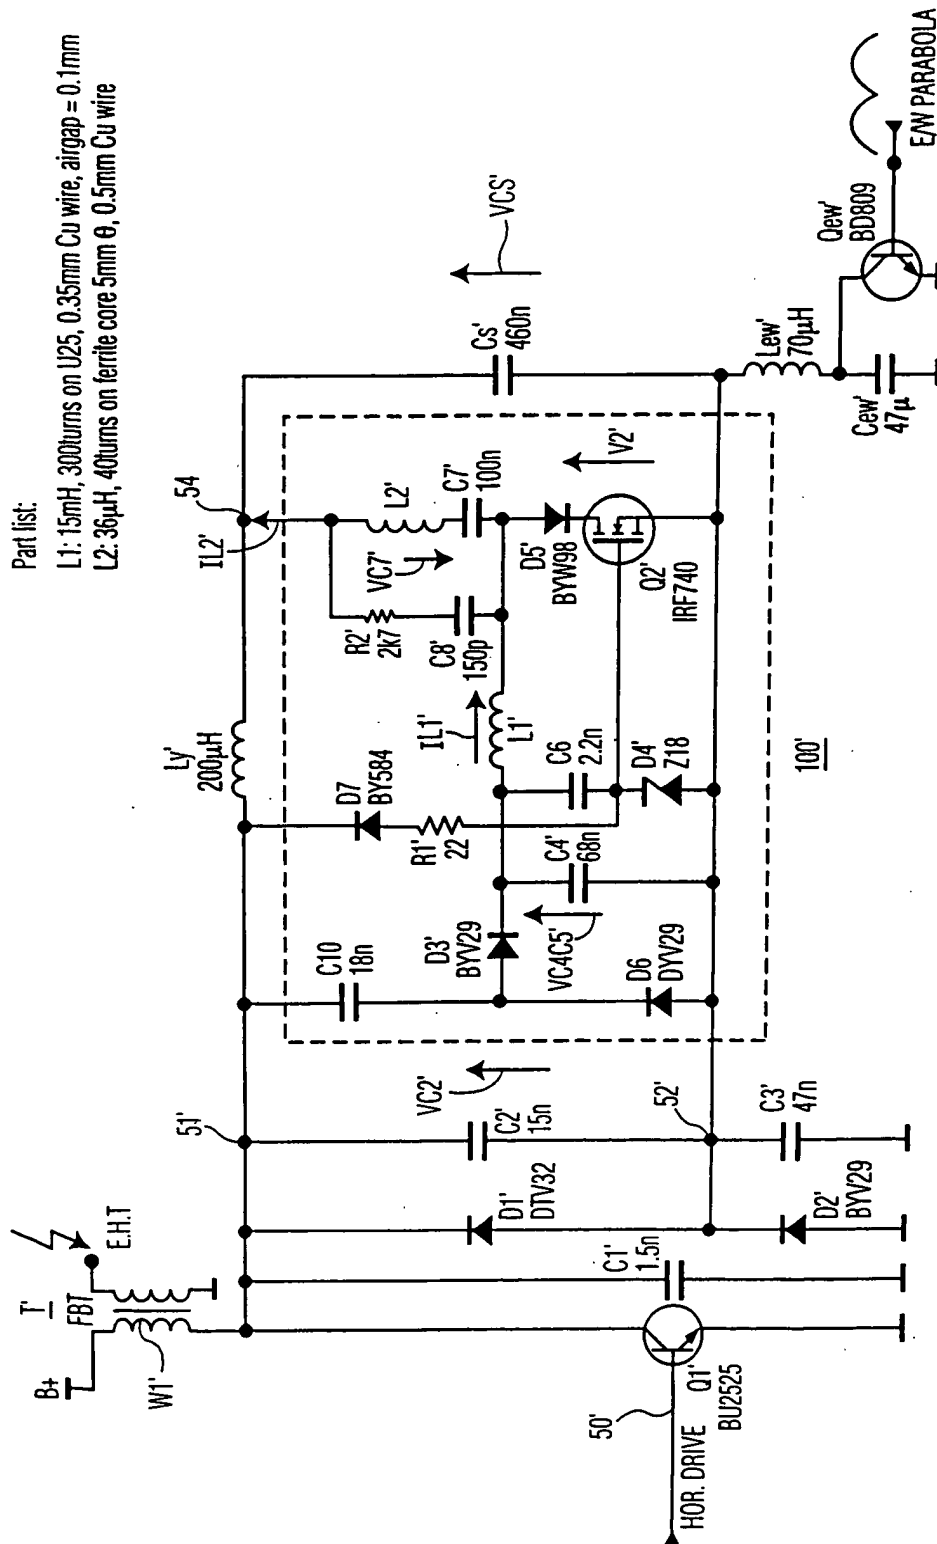 Part list:
L1: 15mH, 300turns on U25, 0.35mm Cu wire, airgap = 0.1mm
L2: 36µH, 40turns on ferrite core 5mm θ, 0.5mm Cu wire
B+
T'
FBT
E.H.T
W1'
51'
VC2'
C10
18n
D7
BY584
R1'
22
Ly'
200µH
IL2'
54
R2'
2k7
VC7'
L2'
C8'
150p
C7'
100n
D3'
BYV29
IL1'
L1'
D5'
BYW98
V2'
Cs'
460n
VCS'
VC4C5'
C4'
68n
C6
2.2n
Q2'
IRF740
D6
DYV29
D4'
Z18
C2'
15n
D1'
DTV32
52'
C3'
47n
D2'
BYV29
C1'
1.5n
50'
Q1'
BU2525
HOR. DRIVE
100'
Lew'
70µH
Cew'
47µ
Qew'
BD809
E/W PARABOLA